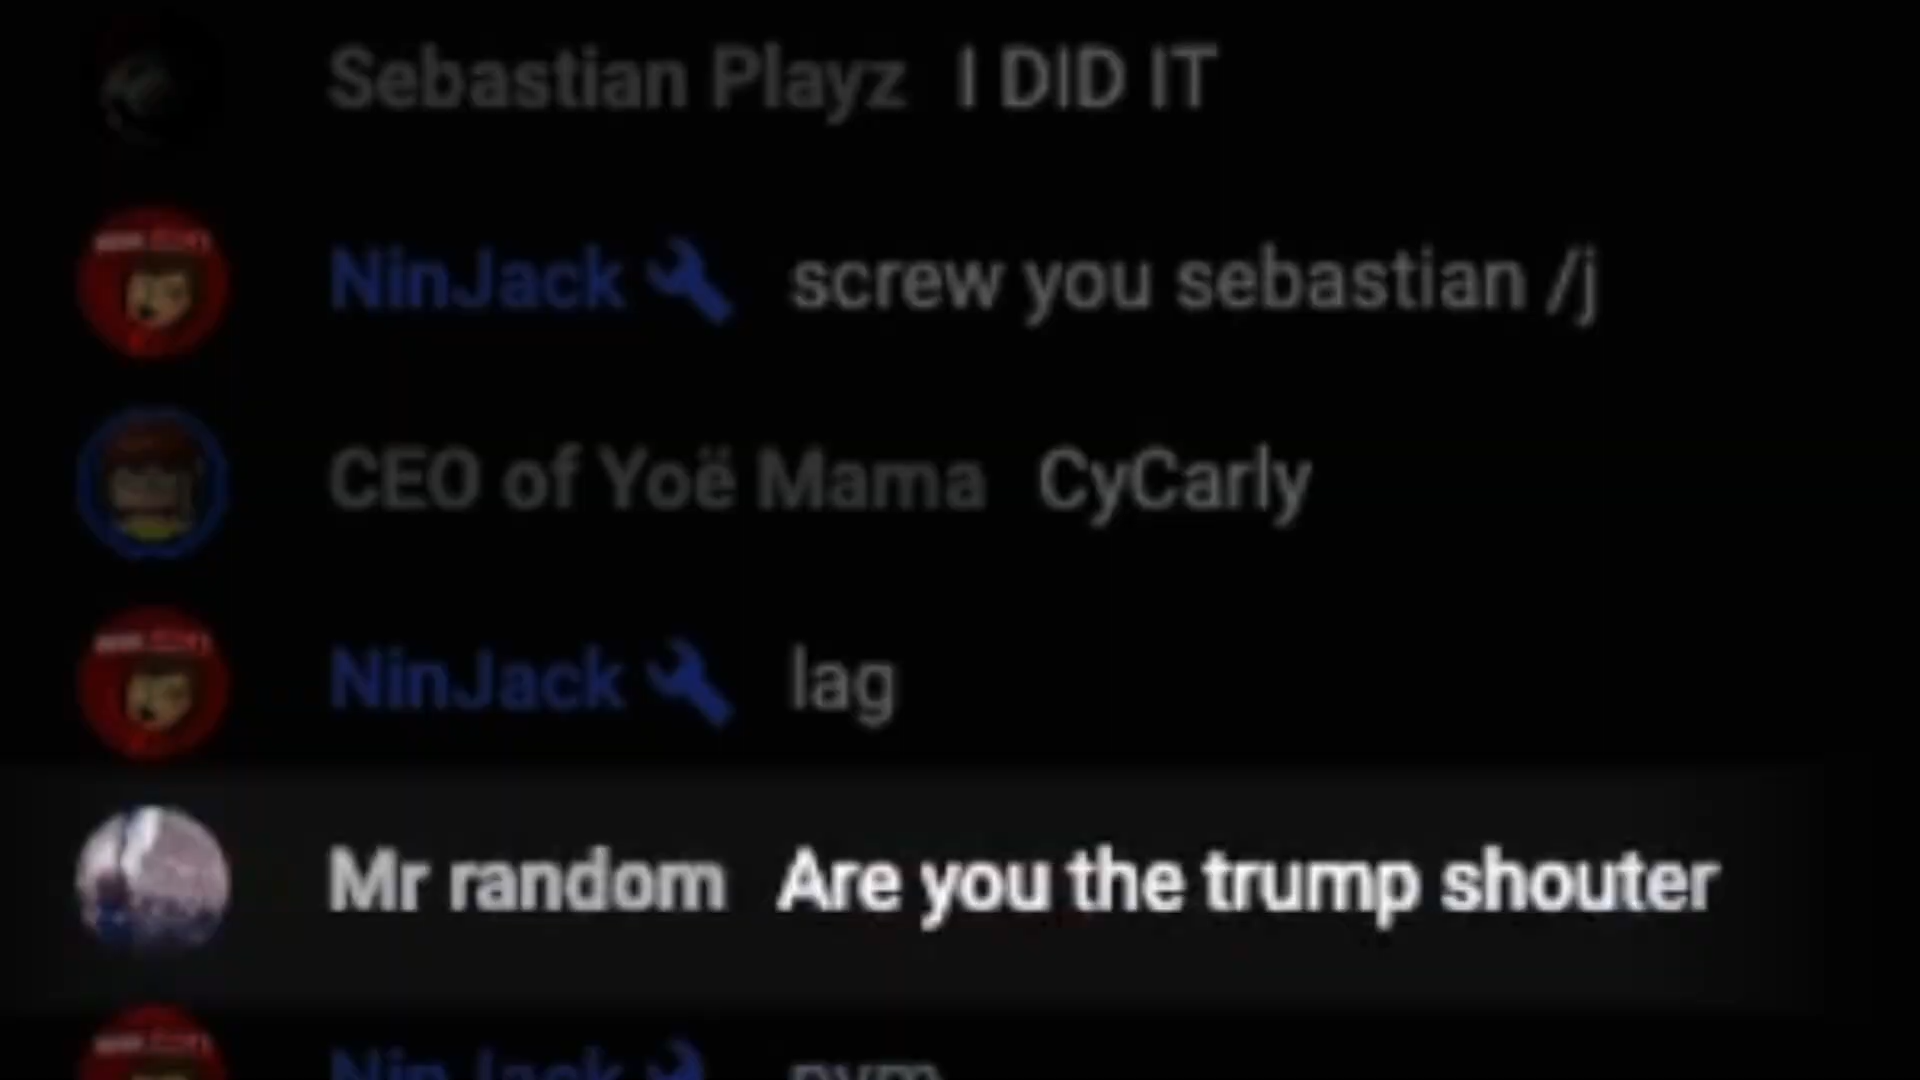 Sebastian Playz I DID IT
NinJack screw you sebastian /j
CEO of Yoë Mama CyCarly
NinJack lag
Mr random Are you the trump shouter
NinJack nvm